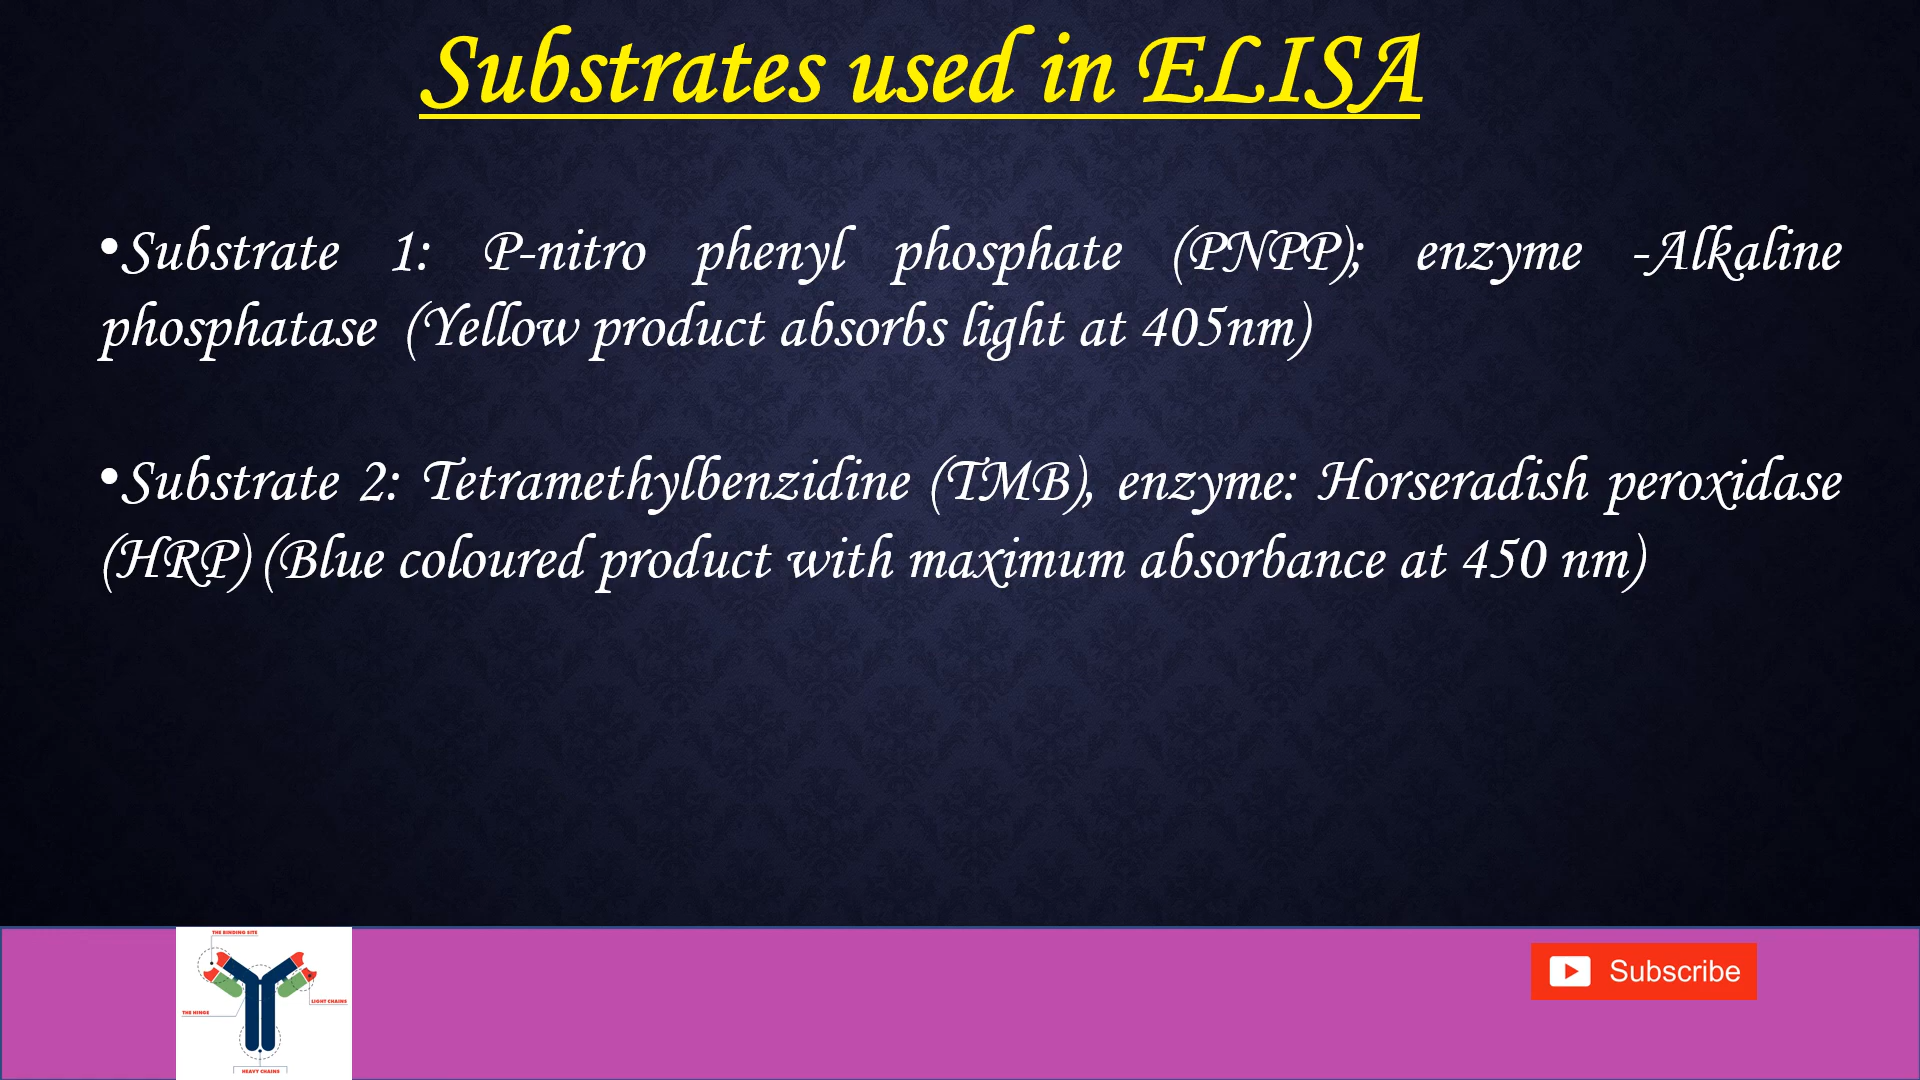 Substrates used in ELISA
•Substrate 1: P-nitro phenyl phosphate (PNPP); enzyme -Alkaline
phosphatase (Yellow product absorbs light at 405nm)
•Substrate 2: Tetramethylbenzidine (TMB), enzyme: Horseradish peroxidase
(HRP) (Blue coloured product with maximum absorbance at 450 nm)
THE BINDING SITE
LIGHT CHAINS
THE HINGE
HEAVY CHAINS
Subscribe